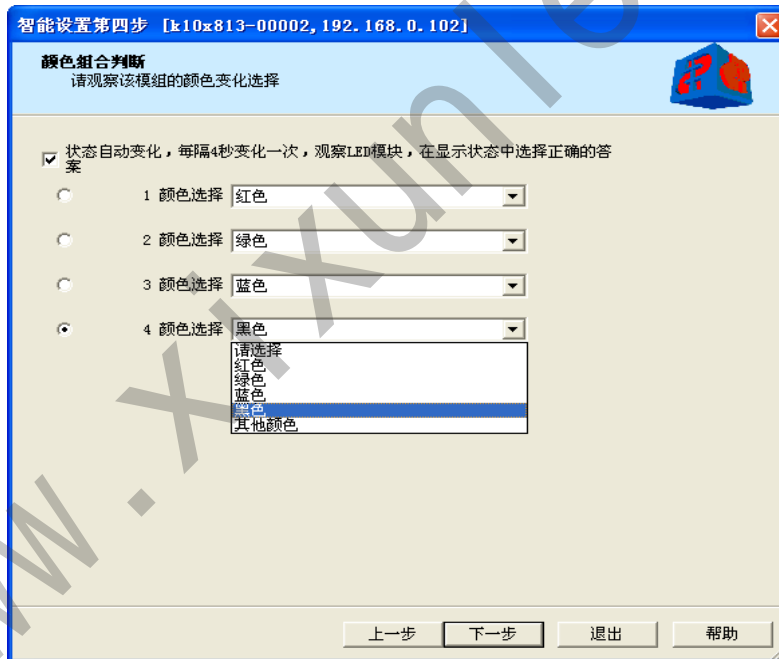 智能设置第四步 [k10x813-00002,192.168.0.102]
颜色组合判断
请观察该模组的颜色变化选择
状态自动变化，每隔4秒变化一次，观察LED模块，在显示状态中选择正确的答
案
1 颜色选择 红色
2 颜色选择 绿色
3 颜色选择 蓝色
4 颜色选择 黑色
请选择
红色
绿色
蓝色
黑色
其他颜色
上一步 下一步 退出 帮助
w.xixunle